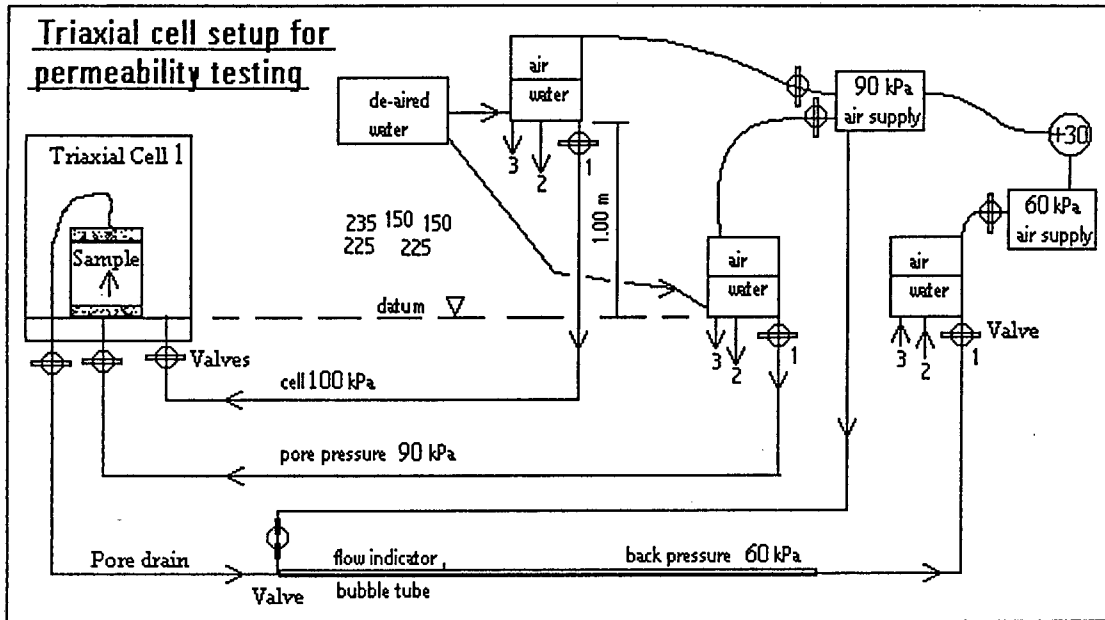 Triaxial cell setup for
permeability testing
air
water
de-aired
water
90 kPa
air supply
+30
3
2
1
Triaxial Cell 1
1.00 m
60 kPa
air supply
235 150 150
225 225
Sample
air
water
air
water
datum
3
2
1
Valve
3
2
1
Valves
cell 100 kPa
pore pressure 90 kPa
Pore drain
flow indicator
back pressure 60 kPa
Valve
bubble tube